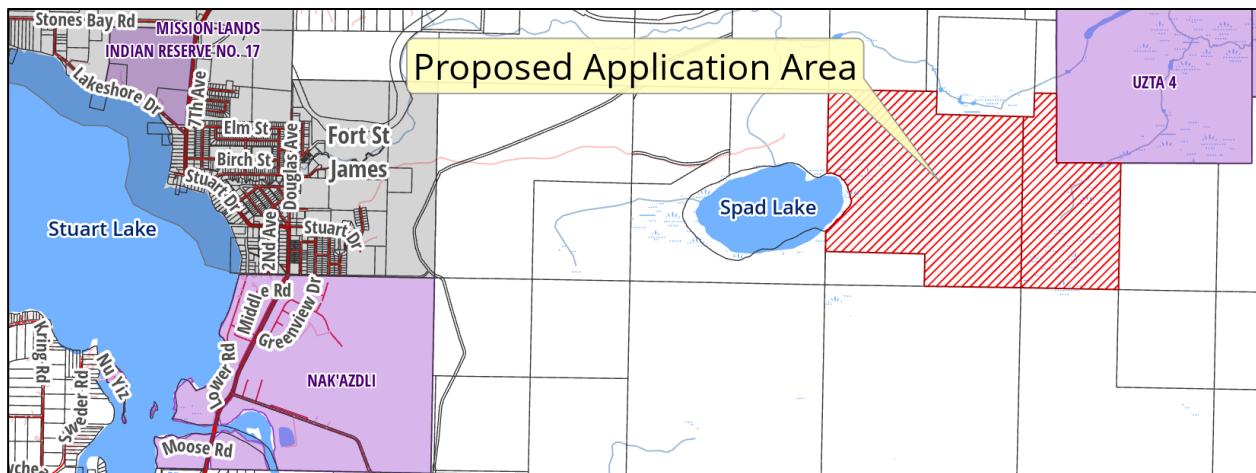 Stones Bay Rd
MISSION LANDS
INDIAN RESERVE NO. 17
Lakeshore Dr
7Th Ave
Proposed Application Area
UZTA 4
Elm St
Fort St
James
Birch St
Douglas Ave
Stuart Dr
Stuart Lake
2Nd Ave
Stuart Dr
Spad Lake
Middle Rd
Greenview Dr
Kring Rd
Nu Yiz
Lower Rd
NAK'AZDLI
Moose Rd